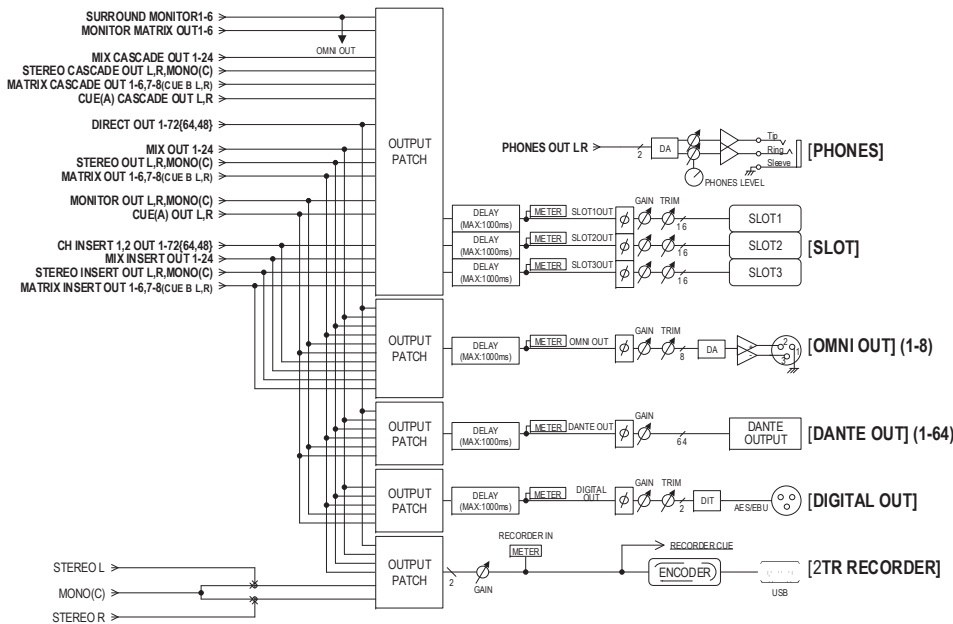 SURROUND MONITOR1-6
MONITOR MATRIX OUT1-6
OMNI OUT
MIX CASCADE OUT 1-24
STEREO CASCADE OUT L,R,MONO(C)
MATRIX CASCADE OUT 1-6,7-8(CUE B L,R)
CUE(A) CASCADE OUT L,R
DIRECT OUT 1-72{64,48}
MIX OUT 1-24
STEREO OUT L,R,MONO(C)
MATRIX OUT 1-6,7-8(CUE B L,R)
MONITOR OUT L,R,MONO(C)
CUE(A) OUT L,R
CH INSERT 1,2 OUT 1-72{64,48}
MIX INSERT OUT 1-24
STEREO INSERT OUT L,R,MONO(C)
MATRIX INSERT OUT 1-6,7-8(CUE B L,R)
OUTPUT
PATCH
PHONES OUT LR
2
DA
PHONES LEVEL
Tip
Ring
Sleeve
[PHONES]
GAIN TRIM
DELAY
(MAX:1000ms)
METER SLOT1OUT
ϕ
16
SLOT1
DELAY
(MAX:1000ms)
METER SLOT2OUT
ϕ
16
SLOT2
[SLOT]
DELAY
(MAX:1000ms)
METER SLOT3OUT
ϕ
16
SLOT3
OUTPUT
PATCH
DELAY
(MAX:1000ms)
METER OMNI OUT
ϕ
GAIN TRIM
8
DA
+
-
2
1
3
[OMNI OUT] (1-8)
OUTPUT
PATCH
DELAY
(MAX:1000ms)
METER DANTE OUT
ϕ
GAIN
64
DANTE
OUTPUT
[DANTE OUT] (1-64)
OUTPUT
PATCH
DELAY
(MAX:1000ms)
METER DIGITAL
OUT
ϕ
GAIN TRIM
2
DIT
AES/EBU
[DIGITAL OUT]
STEREO L
MONO(C)
STEREO R
OUTPUT
PATCH
2
GAIN
RECORDER IN
METER
RECORDER CUE
ENCODER
USB
[2TR RECORDER]